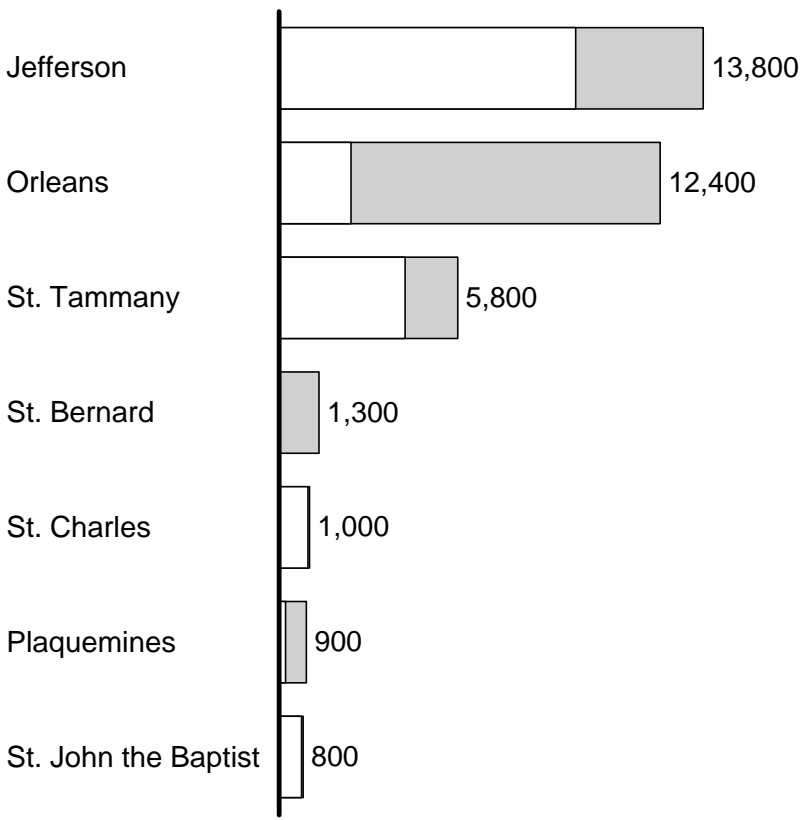 Jefferson 13,800
Orleans 12,400
St. Tammany 5,800
St. Bernard 1,300
St. Charles 1,000
Plaquemines 900
St. John the Baptist 800